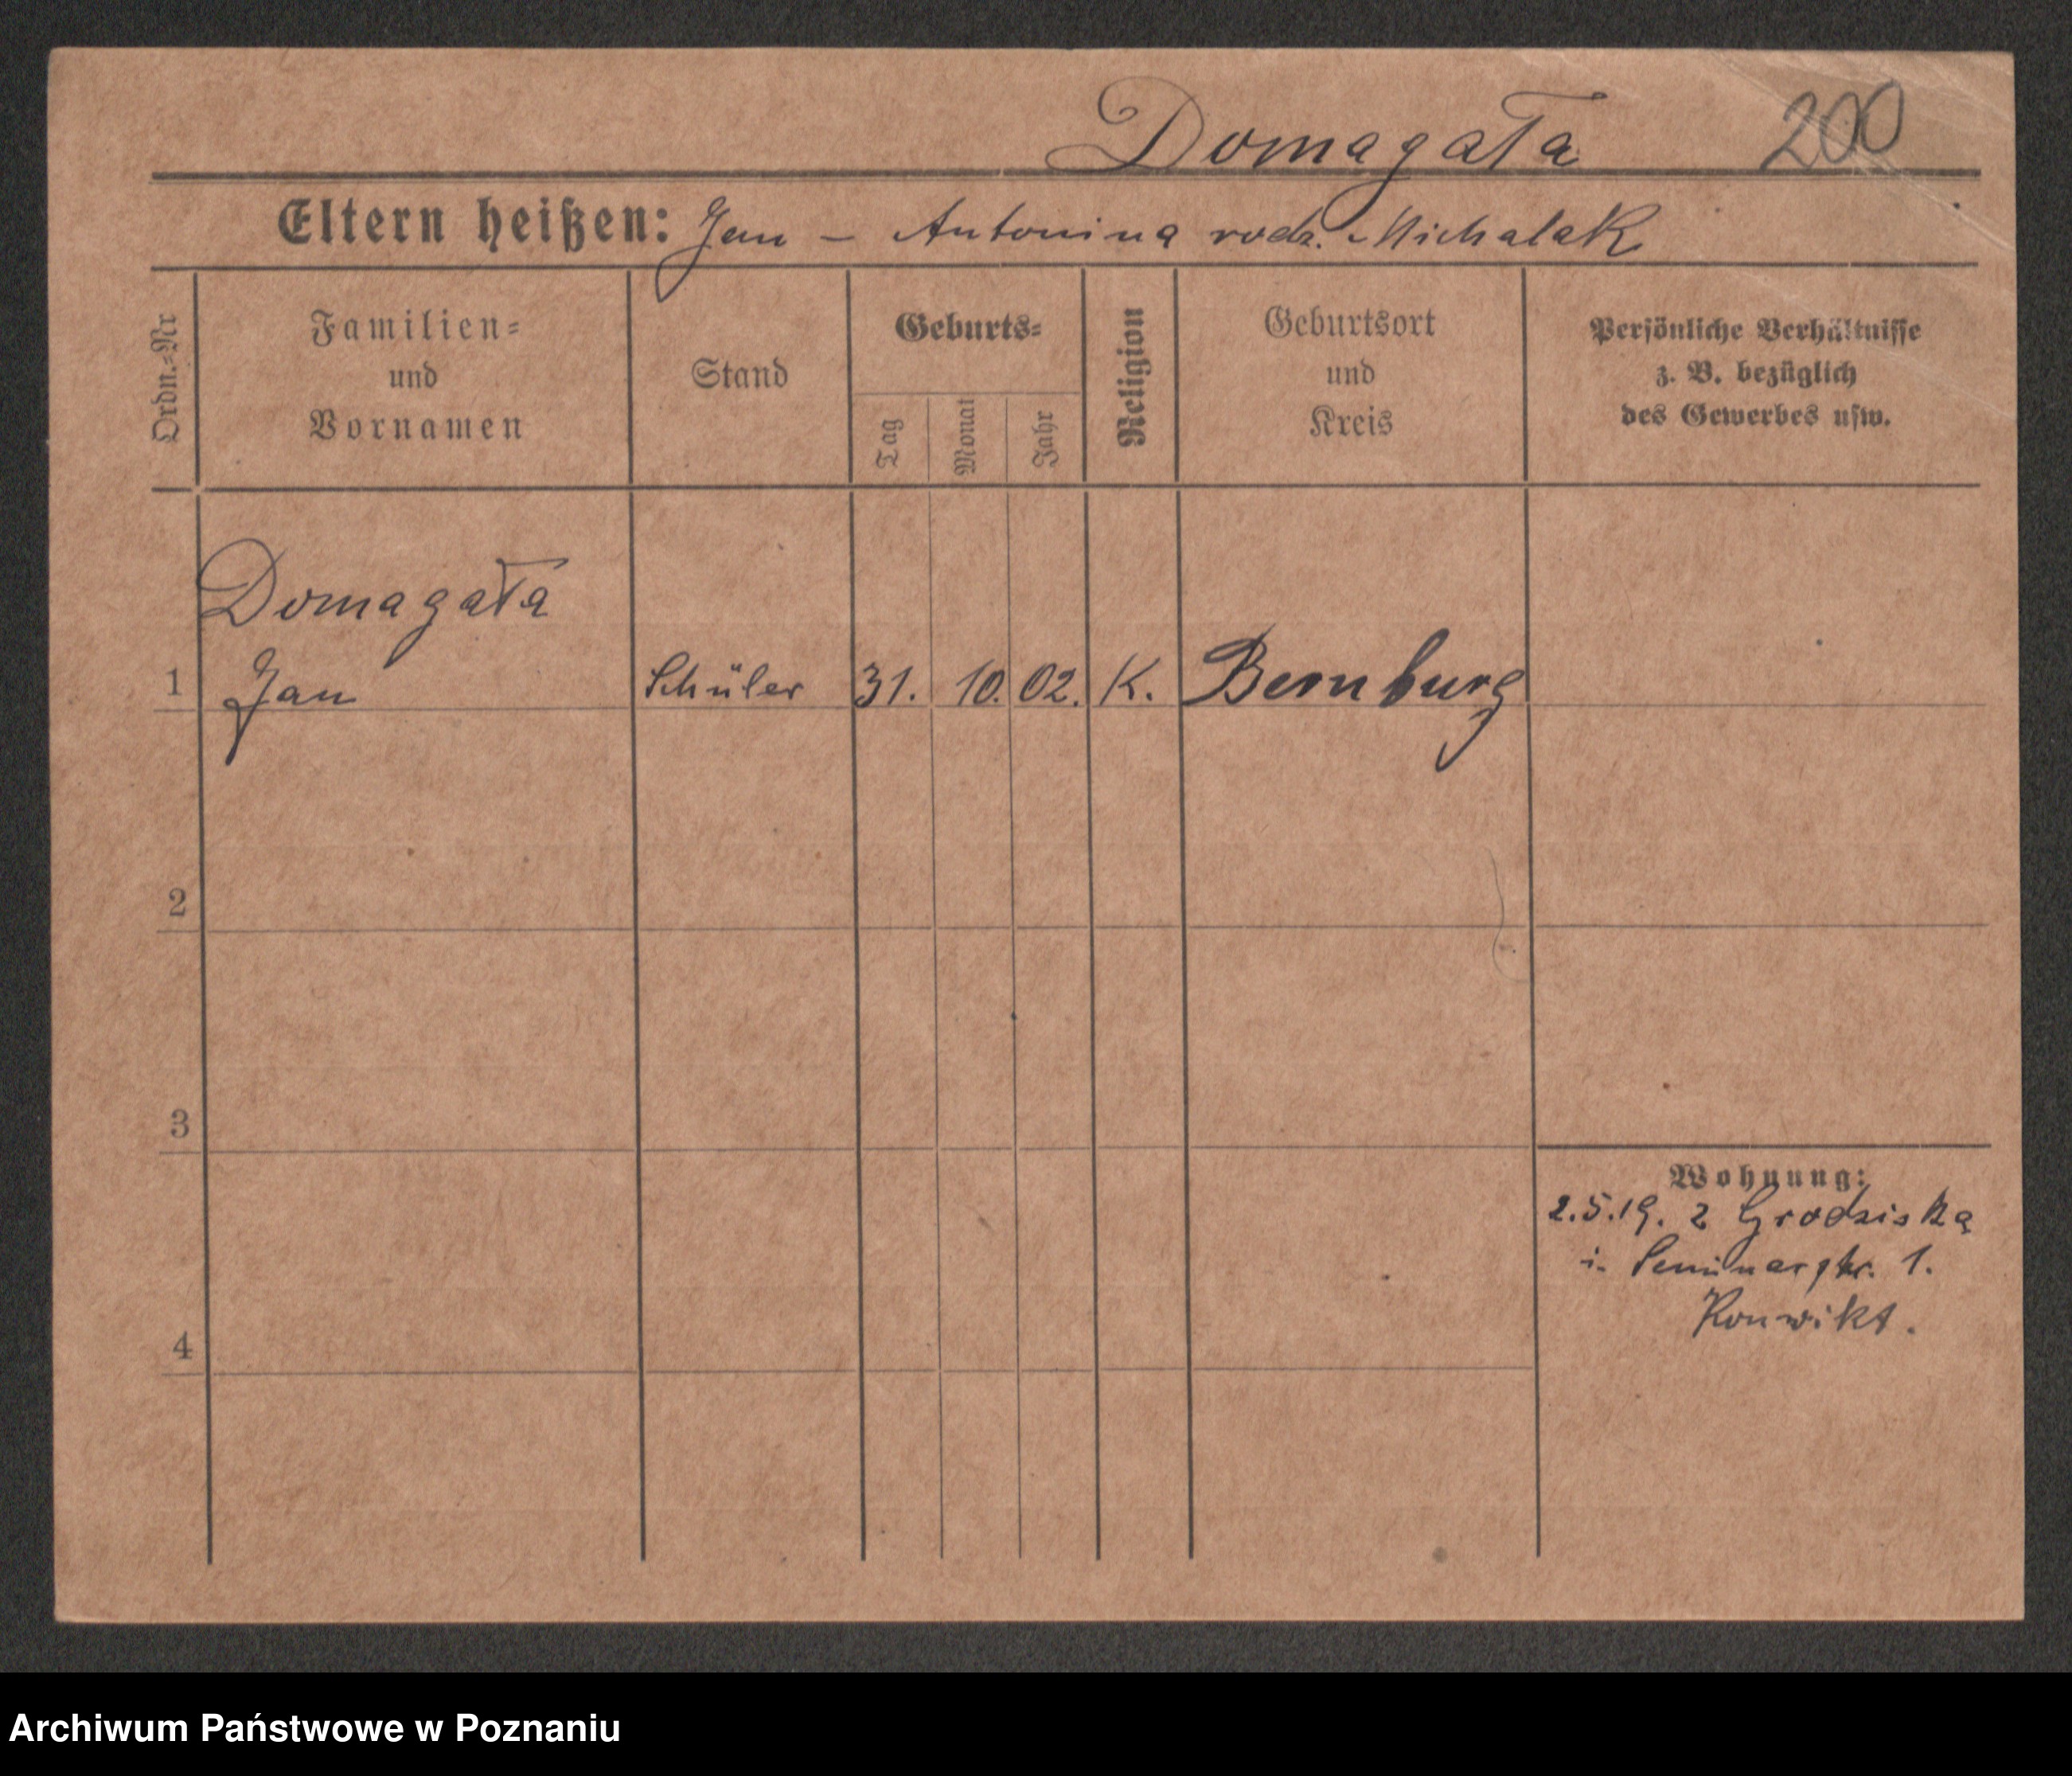 Domagała 200
Eltern heißen: Jan – Antonina rodz. Michalak
Ordn.-Nr
Familien-
und
Vornamen
Stand
Geburts-
Tag
Monat
Jahr
Religion
Geburtsort
und
Kreis
Persönliche Verhältnisse
z. B. bezüglich
des Gewerbes usw.
Domagała
1 Jan Schüler 31. 10. 02. K. Bernburg
2
3
Wohnung:
2.5.19. z Grodziska
i. Seminarstr. 1.
Konwikt.
4
Archiwum Państwowe w Poznaniu